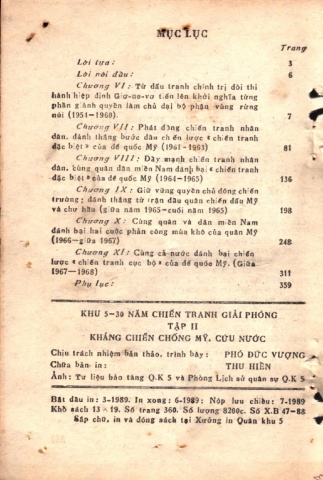 MỤC LỤC
Trang
Lời tựa: 3
Lời nói đầu: 6
Chương VI: Từ đấu tranh chính trị đòi thi
hành hiệp định Giơ-ne-vơ tiến lên khởi nghĩa từng
phần giành quyền làm chủ đại bộ phận vùng rừng
núi (1954-1960). 7
Chương VII: Phát động chiến tranh nhân
dân, đánh thắng bước đầu chiến lược «chiến tranh
đặc biệt» của đế quốc Mỹ (1961-1963) 81
Chương VIII: Đẩy mạnh chiến tranh nhân
dân, cùng quân dân miền Nam đánh bại «chiến tranh
đặc biệt» của đế quốc Mỹ (1964-1965) 136
Chương IX: Giữ vững quyền chủ động chiến
trường; đánh thắng từ trận đầu quân chiến đấu Mỹ
và chư hầu (giữa năm 1965-cuối năm 1965) 198
Chương X: Cùng quân và dân miền Nam
đánh bại hai cuộc phản công mùa khô của quân Mỹ
(1966-giữa 1967) 248
Chương XI: Cùng cả nước đánh bại chiến
lược «chiến tranh cục bộ» của đế quốc Mỹ. (Giữa
1967-1968) 311
Phụ lục: 359
KHU 5-30 NĂM CHIẾN TRANH GIẢI PHÓNG
TẬP II
KHÁNG CHIẾN CHỐNG MỸ, CỨU NƯỚC
Chịu trách nhiệm bản thảo, trình bày: PHÓ ĐỨC VƯỢNG
Chữa bản in: THU HIỀN
Ảnh: Tư liệu bảo tàng Q.K 5 và Phòng Lịch sử quân sự Q.K 5
Bắt đầu in: 3-1989. In xong: 6-1989; Nộp lưu chiểu: 7-1989
Khổ sách 13×19. Số trang 360. Số lượng 8200c. Số X.B 47-88
Sắp chữ, in và đóng sách tại Xưởng in Quân khu 5